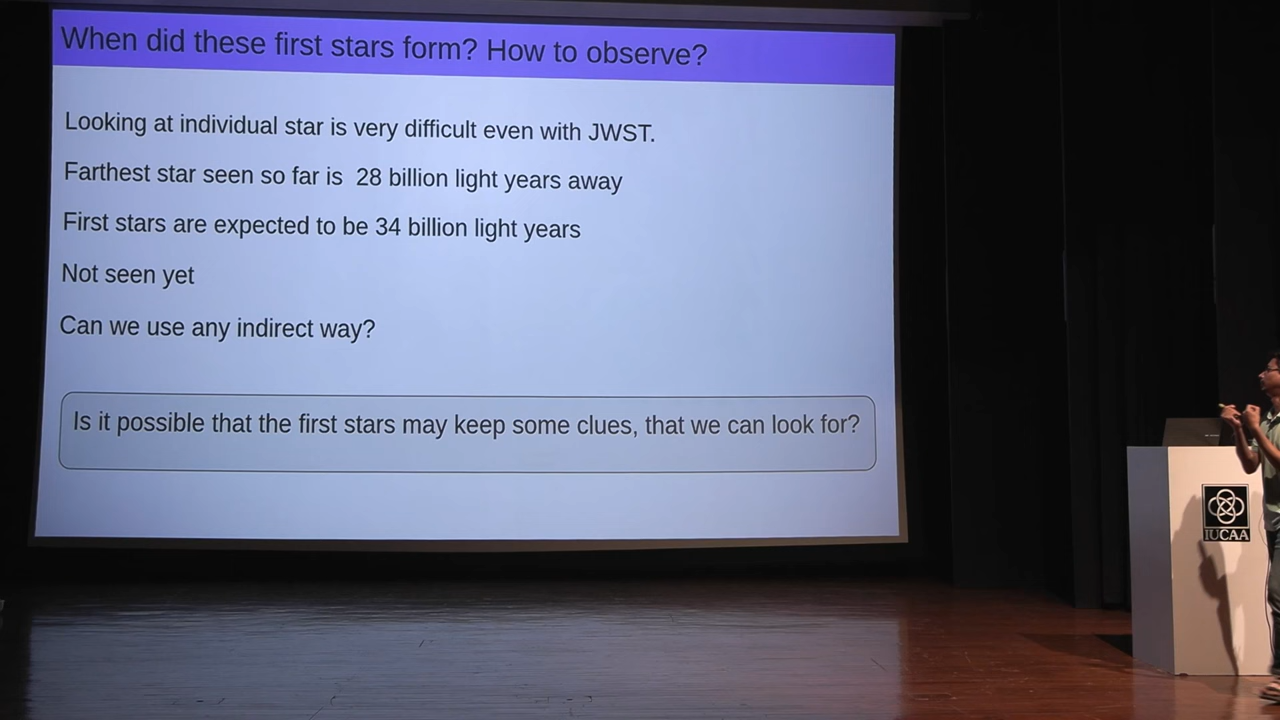 When did these first stars form? How to observe?
Looking at individual star is very difficult even with JWST.
Farthest star seen so far is 28 billion light years away
First stars are expected to be 34 billion light years
Not seen yet
Can we use any indirect way?
Is it possible that the first stars may keep some clues, that we can look for?
IUCAA